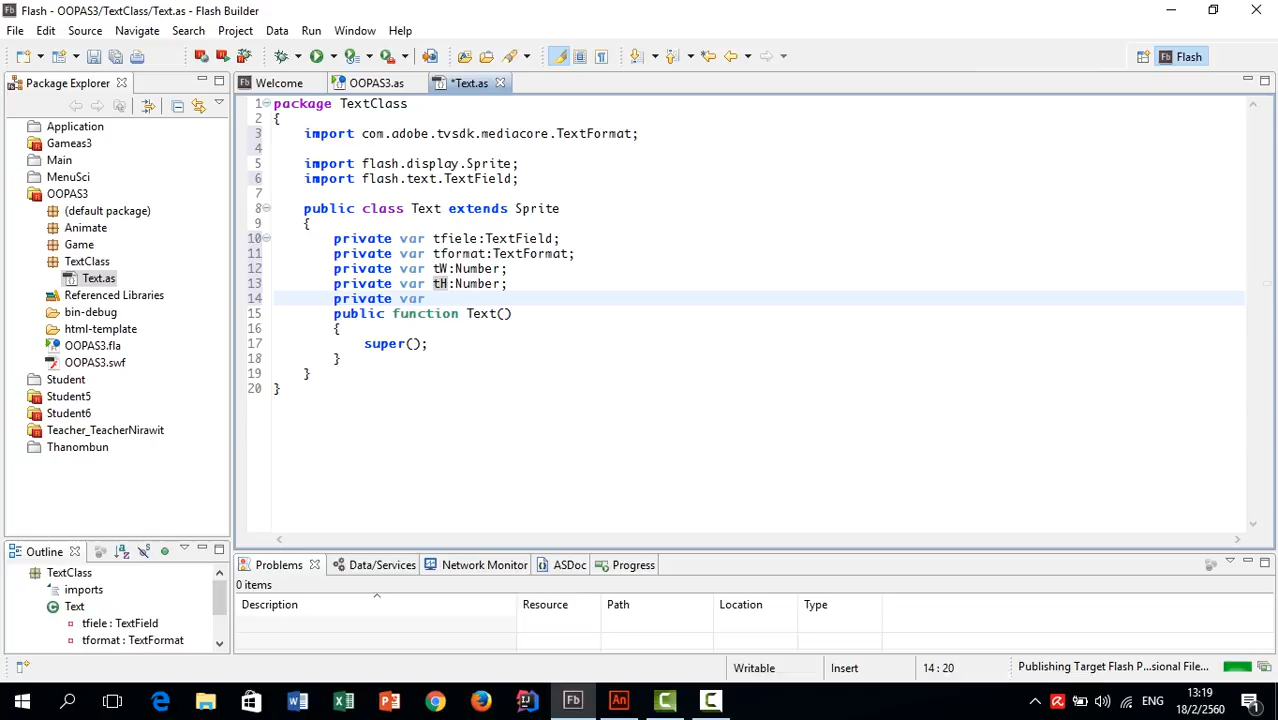 Flash - OOPAS3/TextClass/Text.as - Flash Builder
File Edit Source Navigate Search Project Data Run Window Help
Flash
Package Explorer
Welcome OOPAS3.as *Text.as
Application
Gameas3
Main
MenuSci
OOPAS3
(default package)
Animate
Game
TextClass
Text.as
Referenced Libraries
bin-debug
html-template
OOPAS3.fla
OOPAS3.swf
Student
Student5
Student6
Teacher_TeacherNirawit
Thanombun
1 package TextClass
2 {
3 import com.adobe.tvsdk.mediacore.TextFormat;
4
5 import flash.display.Sprite;
6 import flash.text.TextField;
7
8 public class Text extends Sprite
9 {
10 private var tfiele:TextField;
11 private var tformat:TextFormat;
12 private var tW:Number;
13 private var tH:Number;
14 private var
15 public function Text()
16 {
17 super();
18 }
19 }
20 }
Outline
TextClass
imports
Text
tfiele : TextField
tformat : TextFormat
Problems Data/Services Network Monitor ASDoc Progress
0 items
Description Resource Path Location Type
Writable Insert 14 : 20 Publishing Target Flash P...sional File...
ENG
13:19
18/2/2560